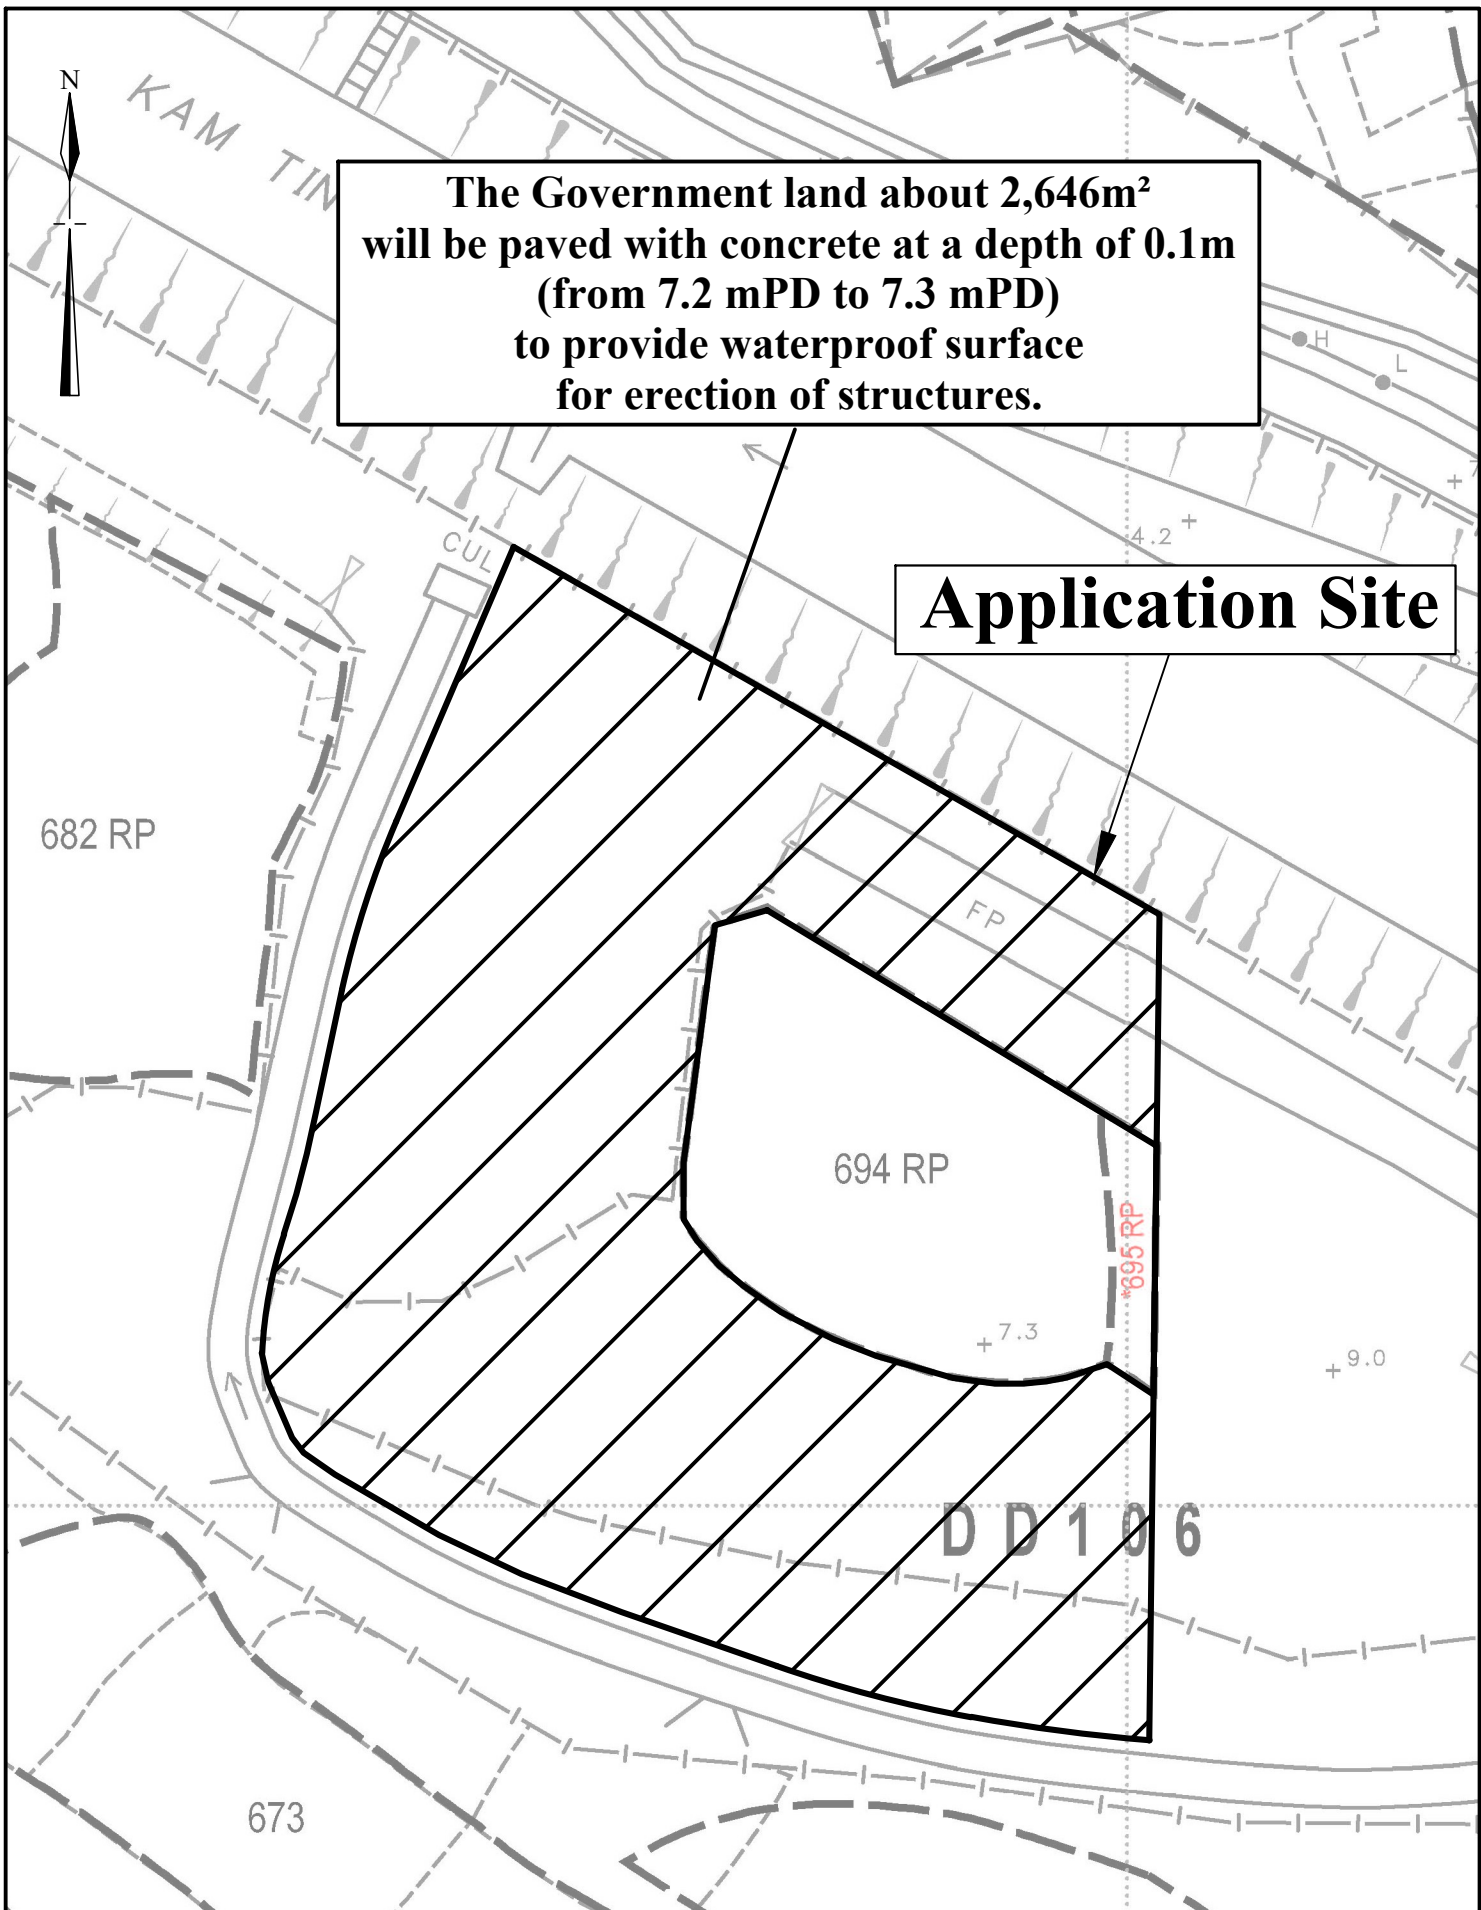 N
KAM TIN
The Government land about 2,646m²
will be paved with concrete at a depth of 0.1m
(from 7.2 mPD to 7.3 mPD)
to provide waterproof surface
for erection of structures.
H
L
4.2
CUL
Application Site
682 RP
FP
694 RP
*695 RP
7.3
9.0
DD106
673